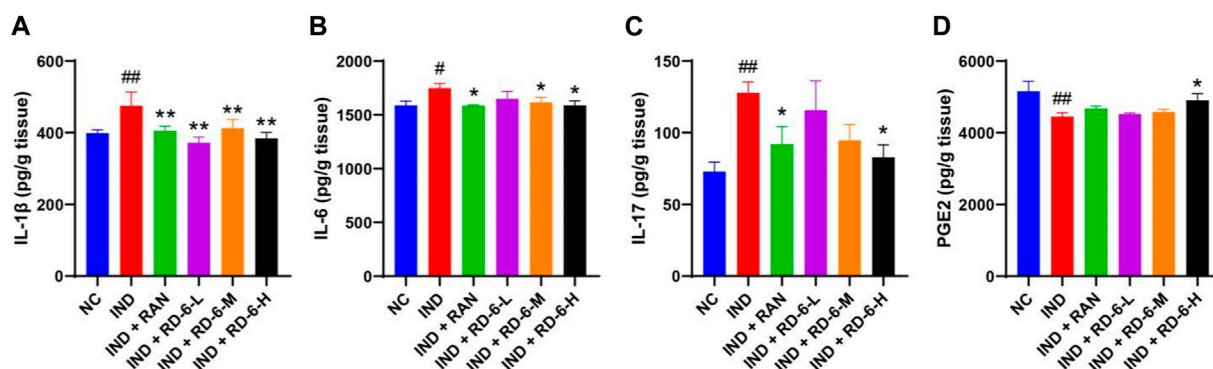 A
IL-1β (pg/g tissue)
600
400
200
0
##
**
**
**
**
NC
IND
IND + RAN
IND + RD-6-L
IND + RD-6-M
IND + RD-6-H
B
IL-6 (pg/g tissue)
2000
1500
1000
500
0
#
*
*
*
NC
IND
IND + RAN
IND + RD-6-L
IND + RD-6-M
IND + RD-6-H
C
IL-17 (pg/g tissue)
150
100
50
0
##
*
*
NC
IND
IND + RAN
IND + RD-6-L
IND + RD-6-M
IND + RD-6-H
D
PGE2 (pg/g tissue)
6000
4000
2000
0
##
*
NC
IND
IND + RAN
IND + RD-6-L
IND + RD-6-M
IND + RD-6-H